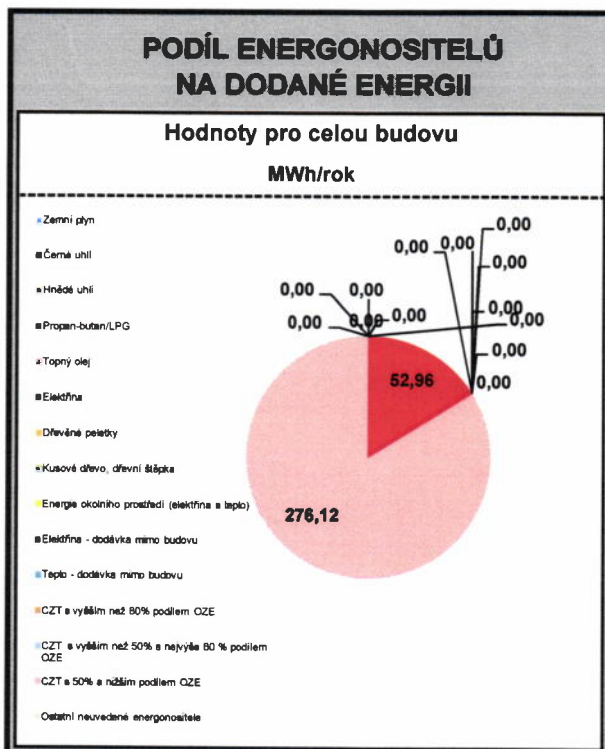 PODÍL ENERGONOSITELŮ
NA DODANÉ ENERGII
Hodnoty pro celou budovu
MWh/rok
Zemní plyn
Černé uhlí
Hnědé uhlí
Propan-butan/LPG
Topný olej
Elektřina
Dřevěné peletky
Kusové dřevo, dřevní štěpka
Energie okolního prostředí (elektřina a teplo)
Elektřina - dodávka mimo budovu
Teplo - dodávka mimo budovu
CZT s vyšším než 80% podílem OZE
CZT s vyšším než 50% a nejvýše 80 % podílem
OZE
CZT s 50% a nižším podílem OZE
Ostatní neuvedené energonositele
0,00
0,00 0,00
0,00
0,00 0,00
0,00
0,00 0,00 0,00 0,00
0,00
0,00
52,96
276,12